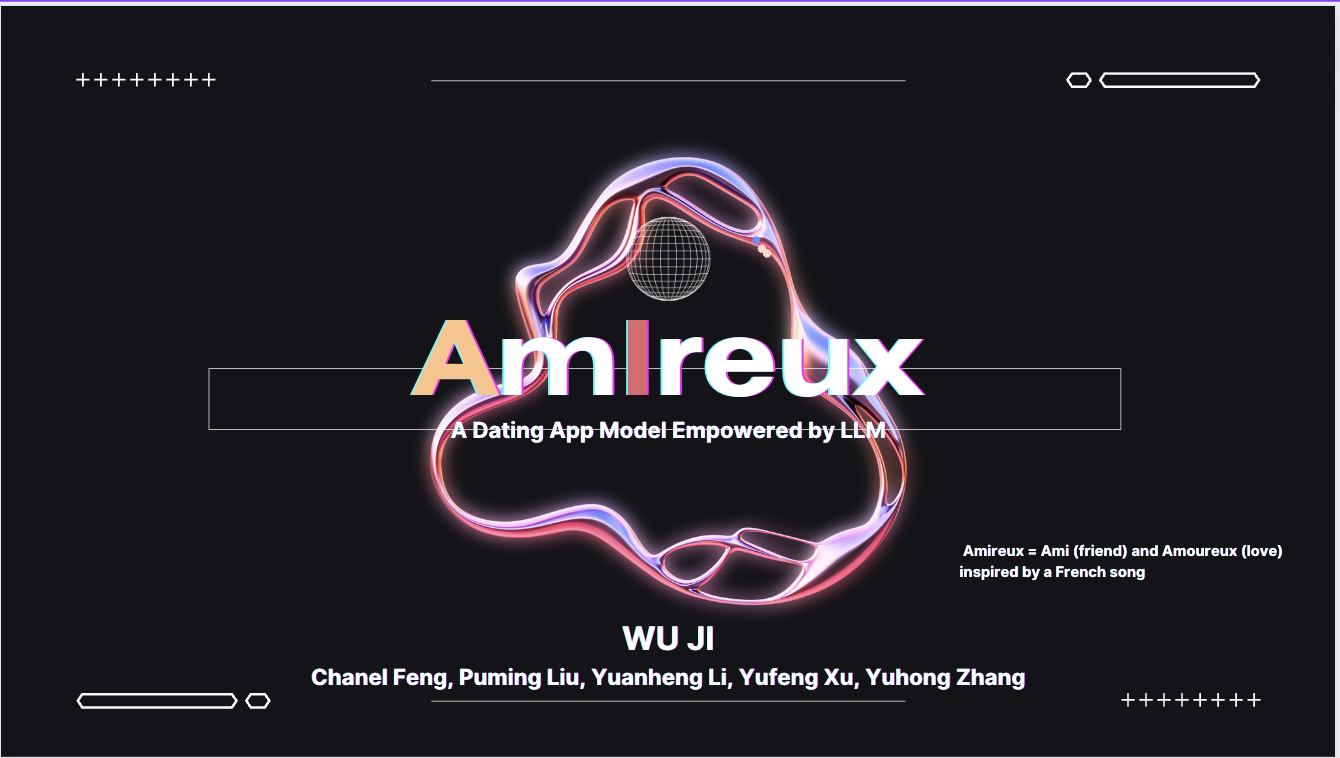 AmIreux
A Dating App Model Empowered by LLM
Amireux = Ami (friend) and Amoureux (love)
inspired by a French song
WU JI
Chanel Feng, Puming Liu, Yuanheng Li, Yufeng Xu, Yuhong Zhang